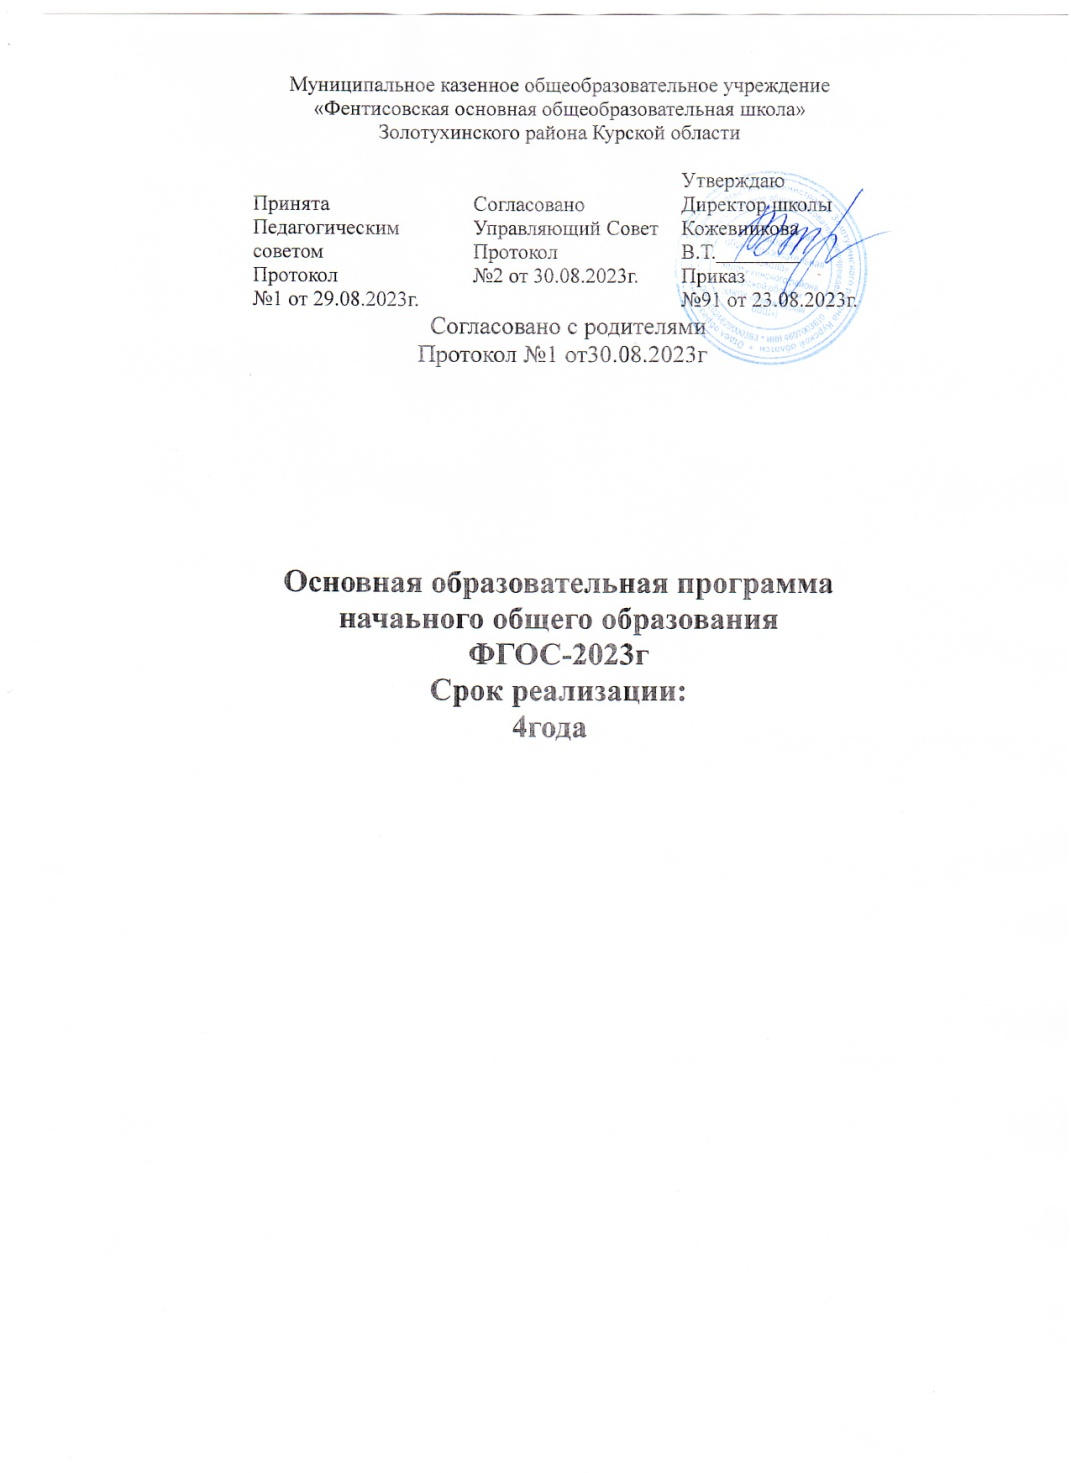 Муниципальное казенное общеобразовательное учреждение
«Фентисовская основная общеобразовательная школа»
Золотухинского района Курской области
Принята
Педагогическим
советом
Протокол
№1 от 29.08.2023г.
Согласовано
Управляющий Совет
Протокол
№2 от 30.08.2023г.
Утверждаю
Директор школы
Кожевникова
В.Т.________
Приказ
№91 от 23.08.2023г.
Согласовано с родителями
Протокол №1 от30.08.2023г
Основная образовательная программа
начаьного общего образования
ФГОС-2023г
Срок реализации:
4года